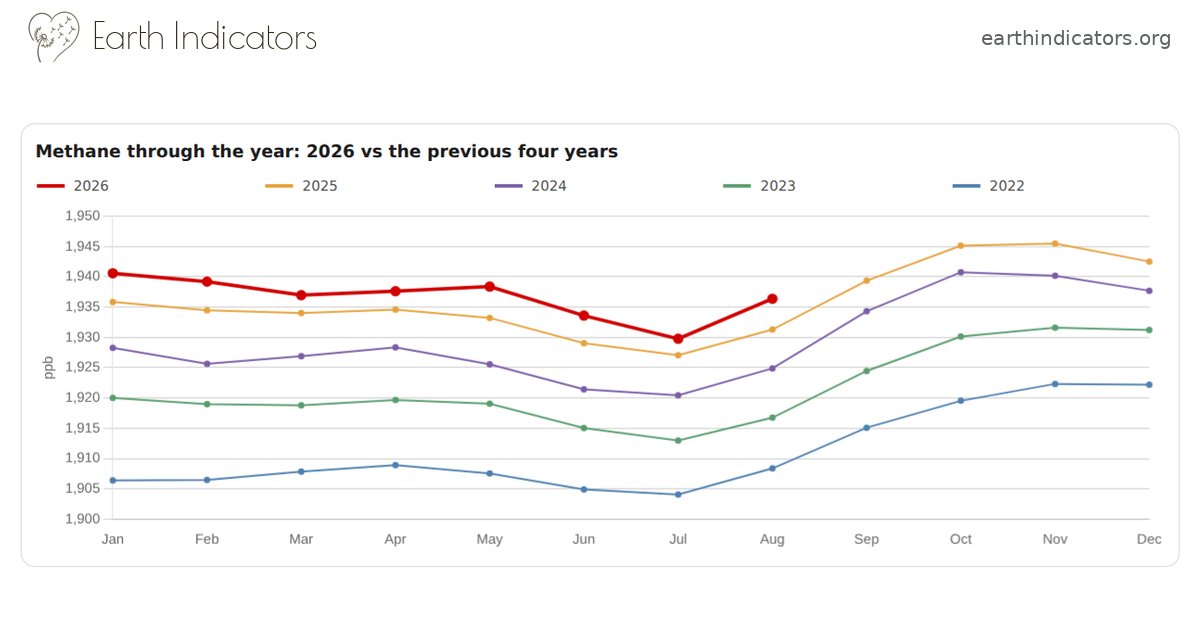 Earth Indicators
earthindicators.org
Methane through the year: 2026 vs the previous four years
2026 2025 2024 2023 2022
1,950
1,945
1,940
1,935
1,930
1,925
1,920
1,915
1,910
1,905
1,900
ppb
Jan Feb Mar Apr May Jun Jul Aug Sep Oct Nov Dec